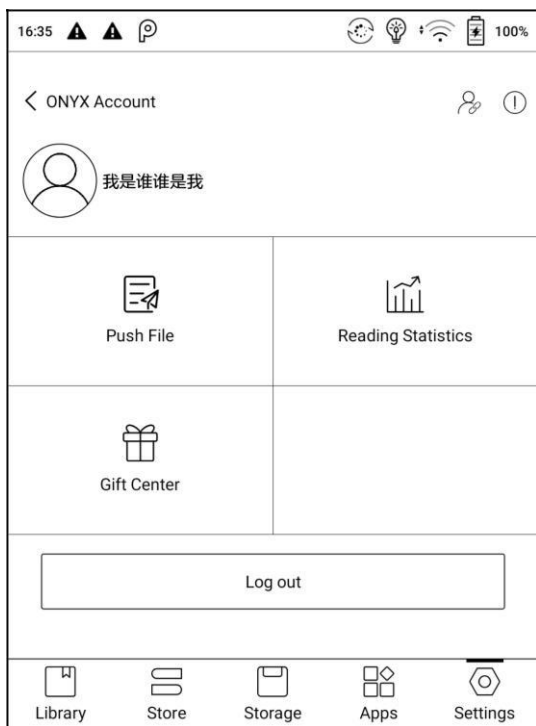 16:35 100%
ONYX Account
我是谁谁是我
Push File
Reading Statistics
Gift Center
Log out
Library Store Storage Apps Settings